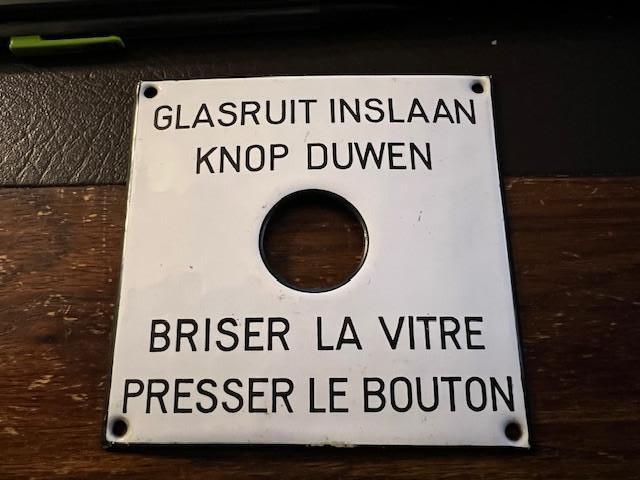 GLASRUIT INSLAAN
KNOP DUWEN
BRISER LA VITRE
PRESSER LE BOUTON